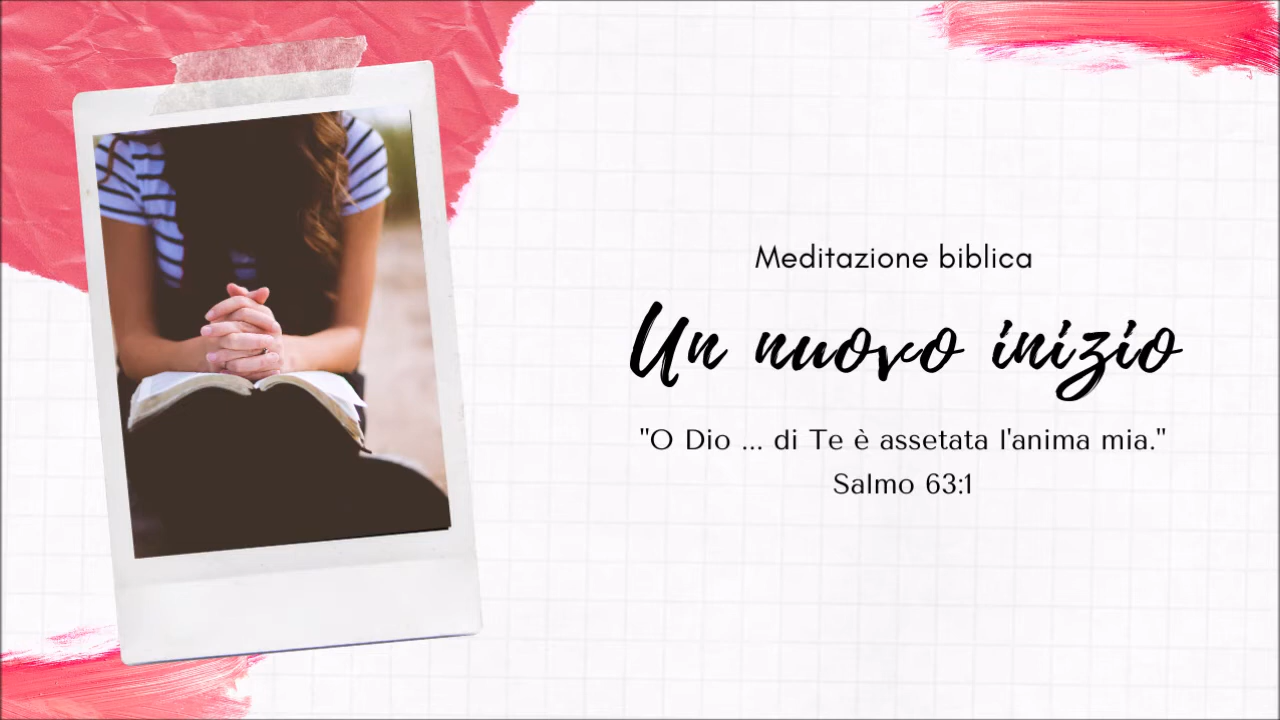 Meditazione biblica
Un nuovo inizio
"O Dio ... di Te è assetata l'anima mia."
Salmo 63:1